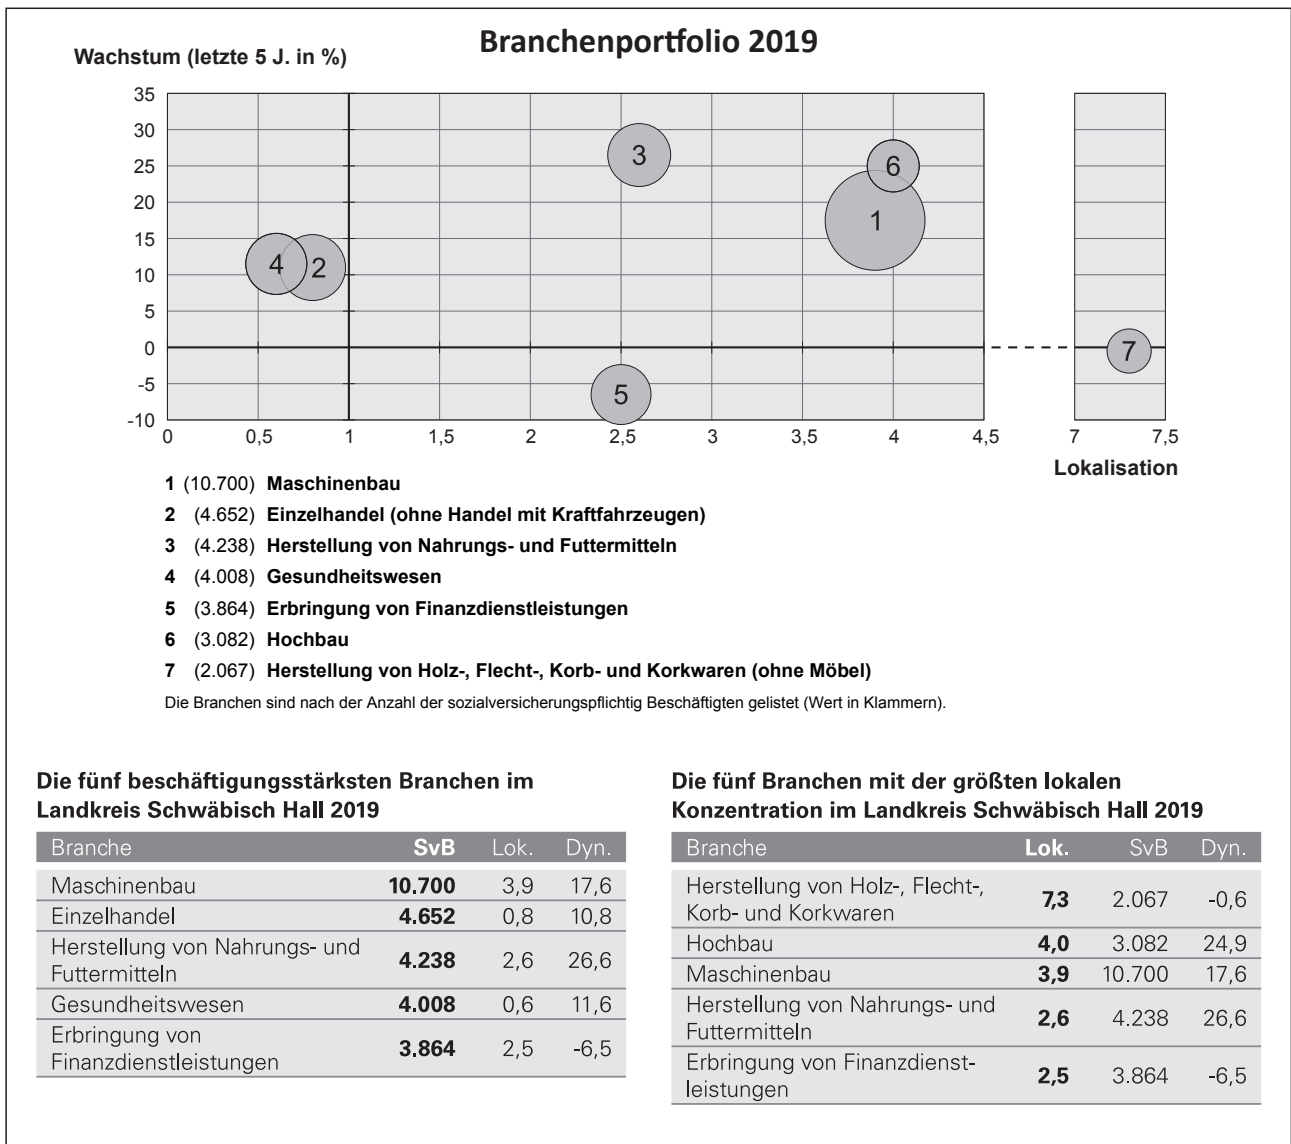 Branchenportfolio 2019
Wachstum (letzte 5 J. in %)
35
30
25
20
15
10
5
0
-5
-10
3
6
1
4
2
5
7
0
0,5
1
1,5
2
2,5
3
3,5
4
4,5
7
7,5
Lokalisation
1 (10.700) Maschinenbau
2 (4.652) Einzelhandel (ohne Handel mit Kraftfahrzeugen)
3 (4.238) Herstellung von Nahrungs- und Futtermitteln
4 (4.008) Gesundheitswesen
5 (3.864) Erbringung von Finanzdienstleistungen
6 (3.082) Hochbau
7 (2.067) Herstellung von Holz-, Flecht-, Korb- und Korkwaren (ohne Möbel)
Die Branchen sind nach der Anzahl der sozialversicherungspflichtig Beschäftigten gelistet (Wert in Klammern).
Die fünf beschäftigungsstärksten Branchen im
Landkreis Schwäbisch Hall 2019
Branche SvB Lok. Dyn.
Maschinenbau 10.700 3,9 17,6
Einzelhandel 4.652 0,8 10,8
Herstellung von Nahrungs- und
Futtermitteln 4.238 2,6 26,6
Gesundheitswesen 4.008 0,6 11,6
Erbringung von
Finanzdienstleistungen 3.864 2,5 -6,5
Die fünf Branchen mit der größten lokalen
Konzentration im Landkreis Schwäbisch Hall 2019
Branche Lok. SvB Dyn.
Herstellung von Holz-, Flecht-,
Korb- und Korkwaren 7,3 2.067 -0,6
Hochbau 4,0 3.082 24,9
Maschinenbau 3,9 10.700 17,6
Herstellung von Nahrungs- und
Futtermitteln 2,6 4.238 26,6
Erbringung von Finanzdienst-
leistungen 2,5 3.864 -6,5